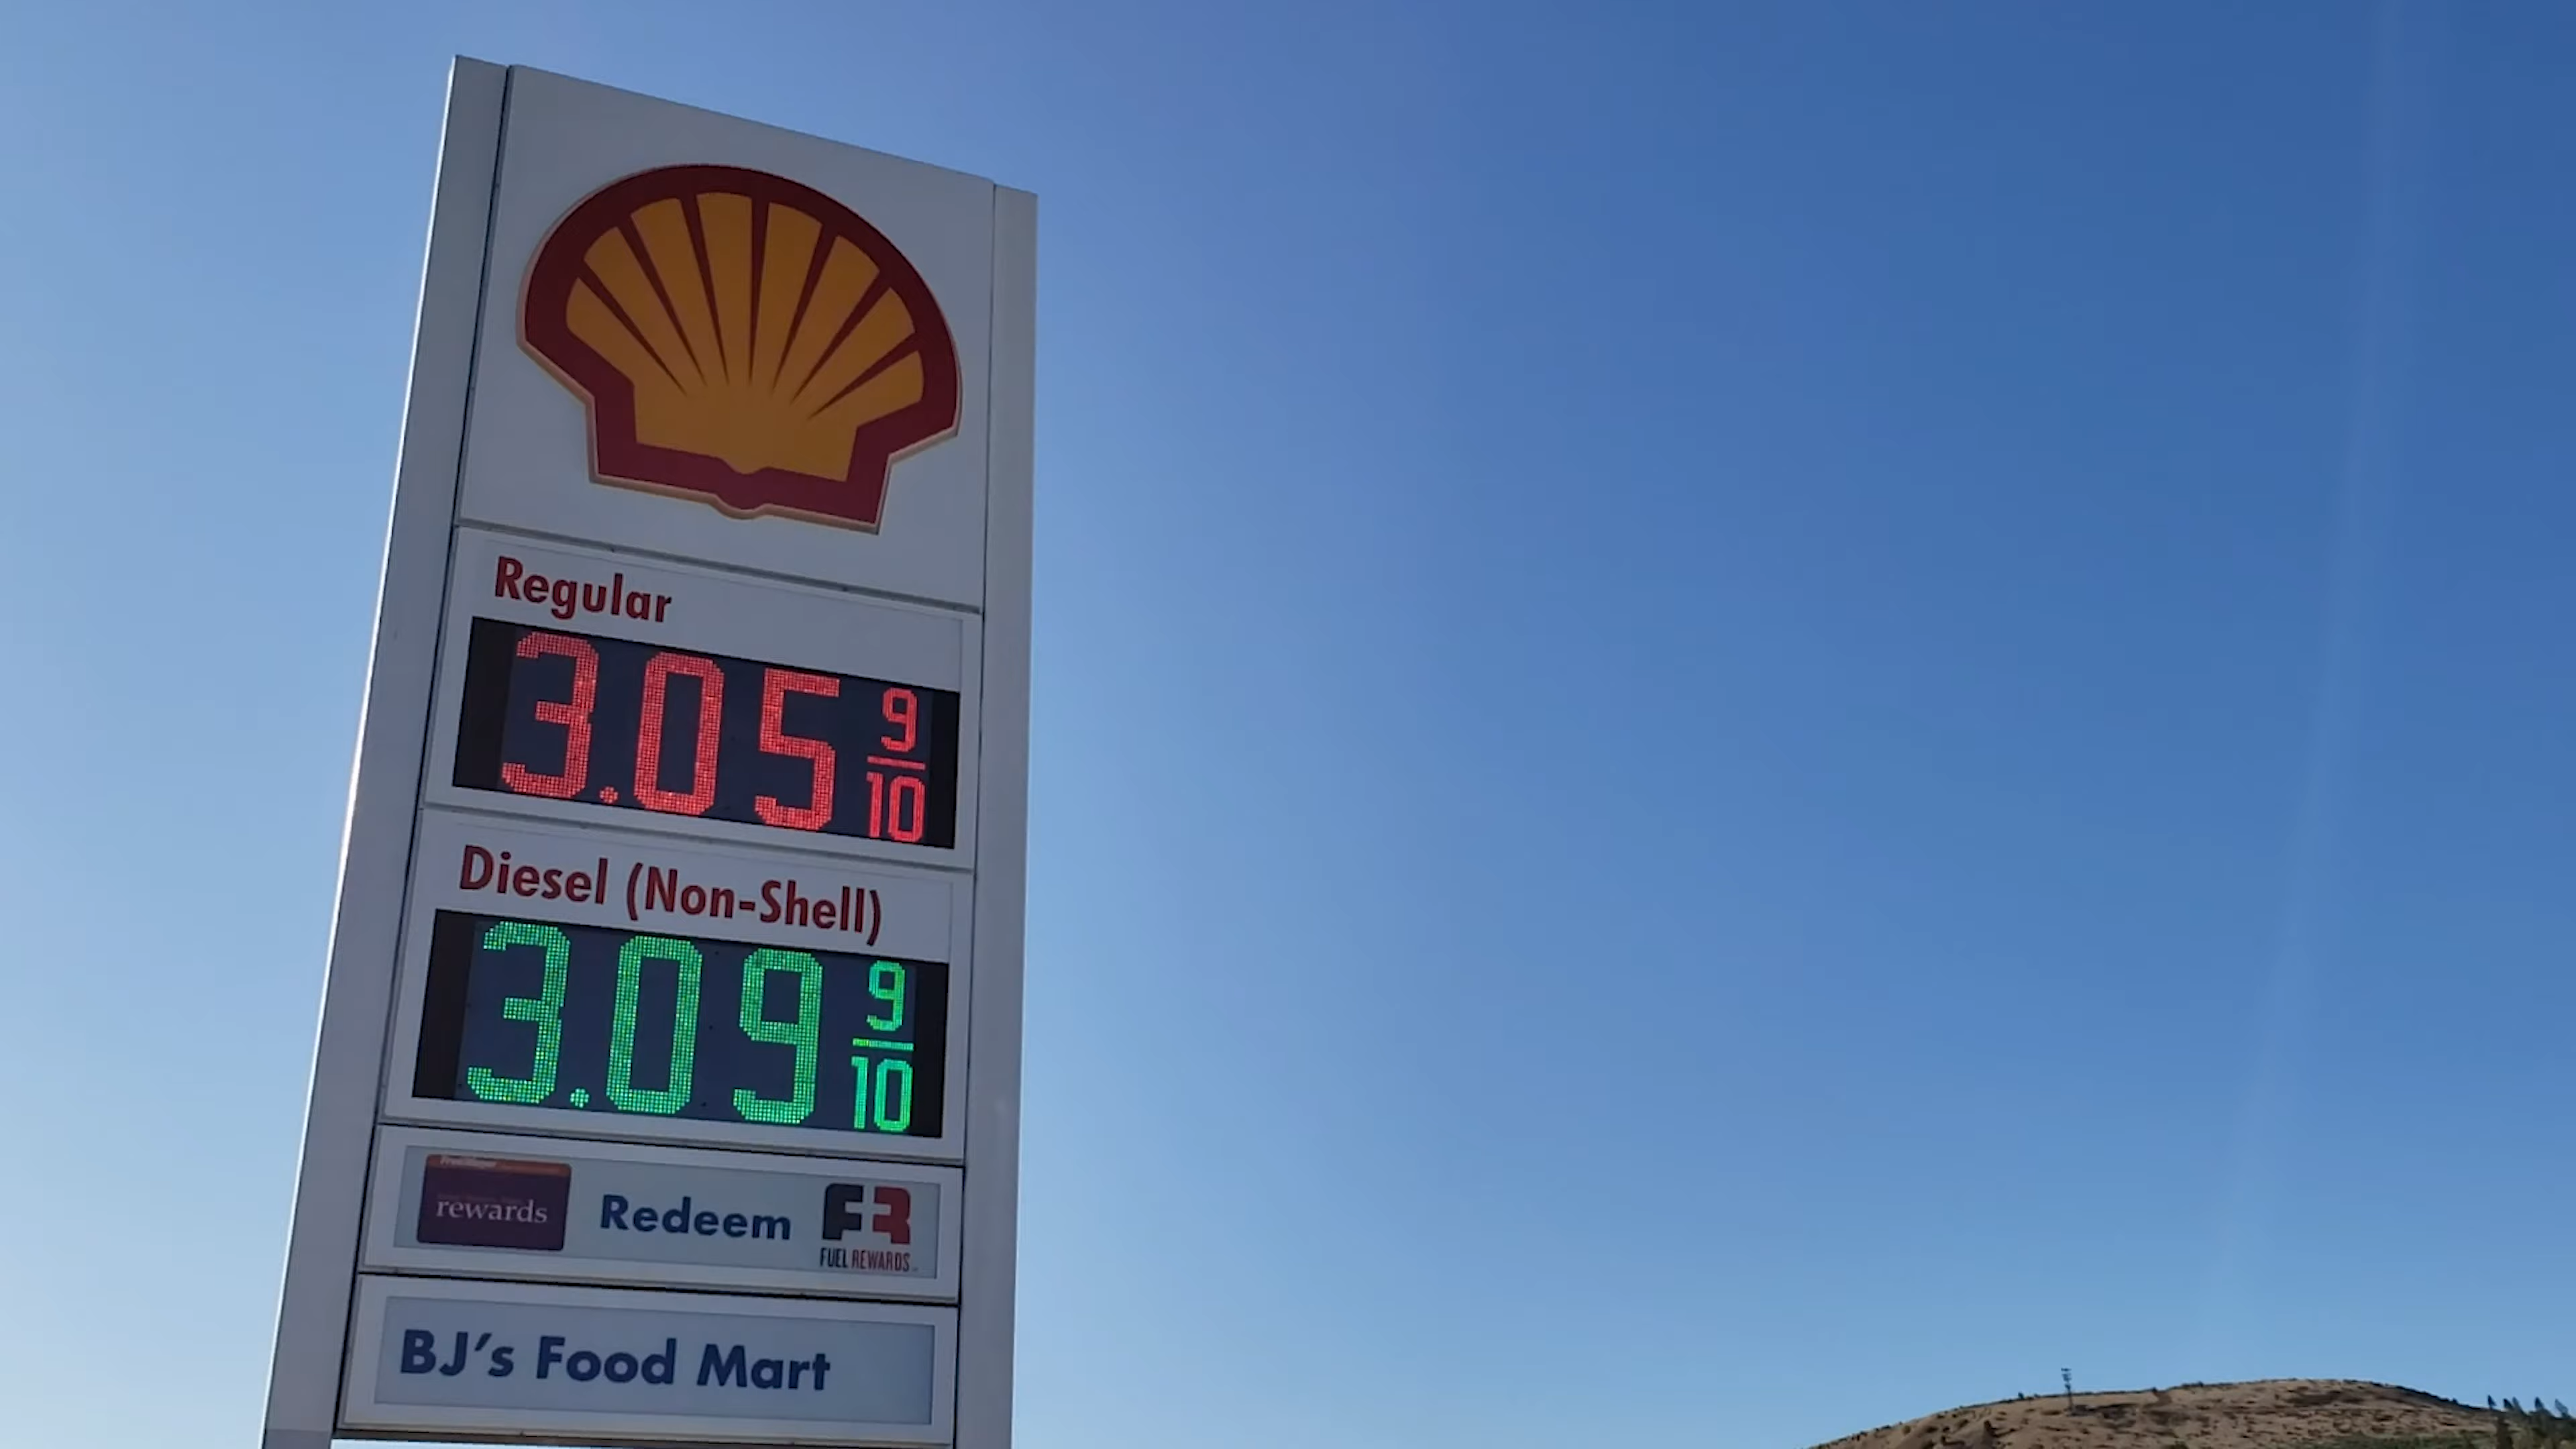 Regular
3.05 9/10
Diesel (Non-Shell)
3.09 9/10
rewards Redeem FR
FUEL REWARDS
BJ's Food Mart